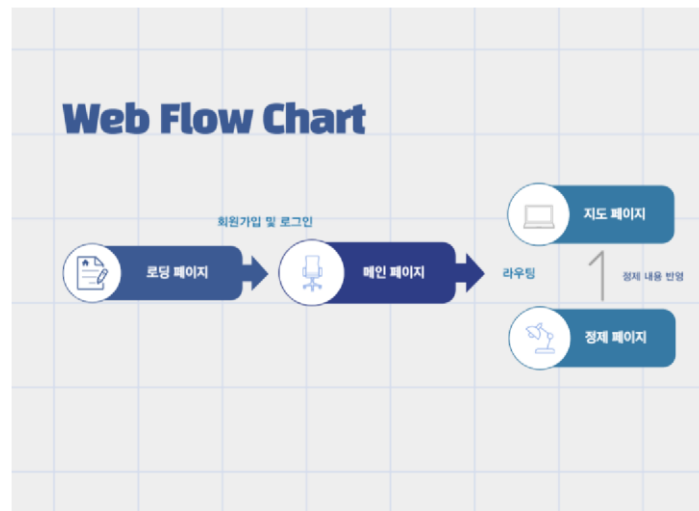 Web Flow Chart
회원가입 및 로그인
로딩 페이지
메인 페이지
라우팅
지도 페이지
정제 내용 반영
정제 페이지